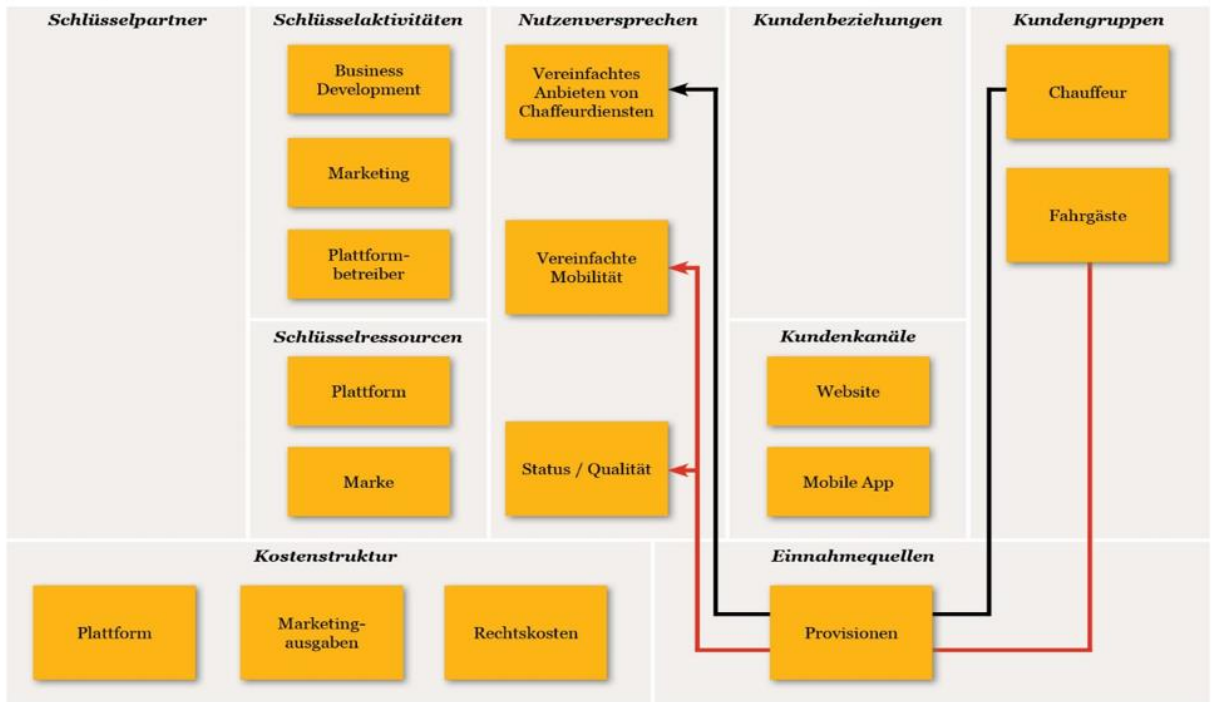 Schlüsselpartner
Schlüsselaktivitäten
Business
Development
Marketing
Plattform-
betreiber
Schlüsselressourcen
Plattform
Marke
Nutzenversprechen
Vereinfachtes
Anbieten von
Chaffeurdiensten
Vereinfachte
Mobilität
Status / Qualität
Kundenbeziehungen
Kundenkanäle
Website
Mobile App
Kundengruppen
Chauffeur
Fahrgäste
Kostenstruktur
Plattform
Marketing-
ausgaben
Rechtskosten
Einnahmequellen
Provisionen